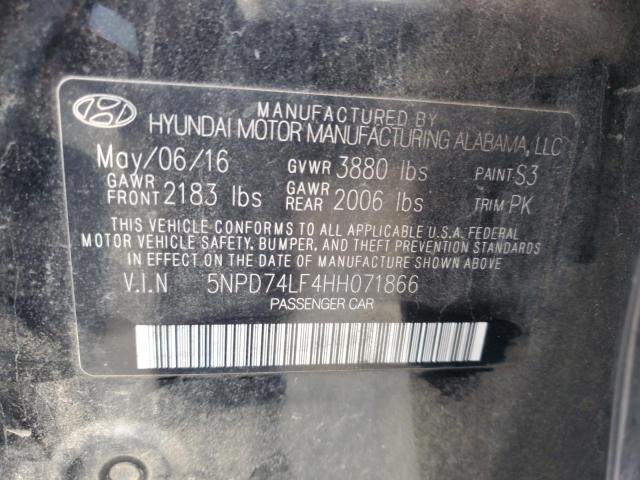 MANUFACTURED BY
HYUNDAI MOTOR MANUFACTURING ALABAMA, LLC
May/06/16 GVWR 3880 lbs PAINT S3
GAWR FRONT 2183 lbs GAWR REAR 2006 lbs TRIM PK
THIS VEHICLE CONFORMS TO ALL APPLICABLE U.S.A. FEDERAL
MOTOR VEHICLE SAFETY, BUMPER, AND THEFT PREVENTION STANDARDS
IN EFFECT ON THE DATE OF MANUFACTURE SHOWN ABOVE.
V.I.N 5NPD74LF4HH071866
PASSENGER CAR